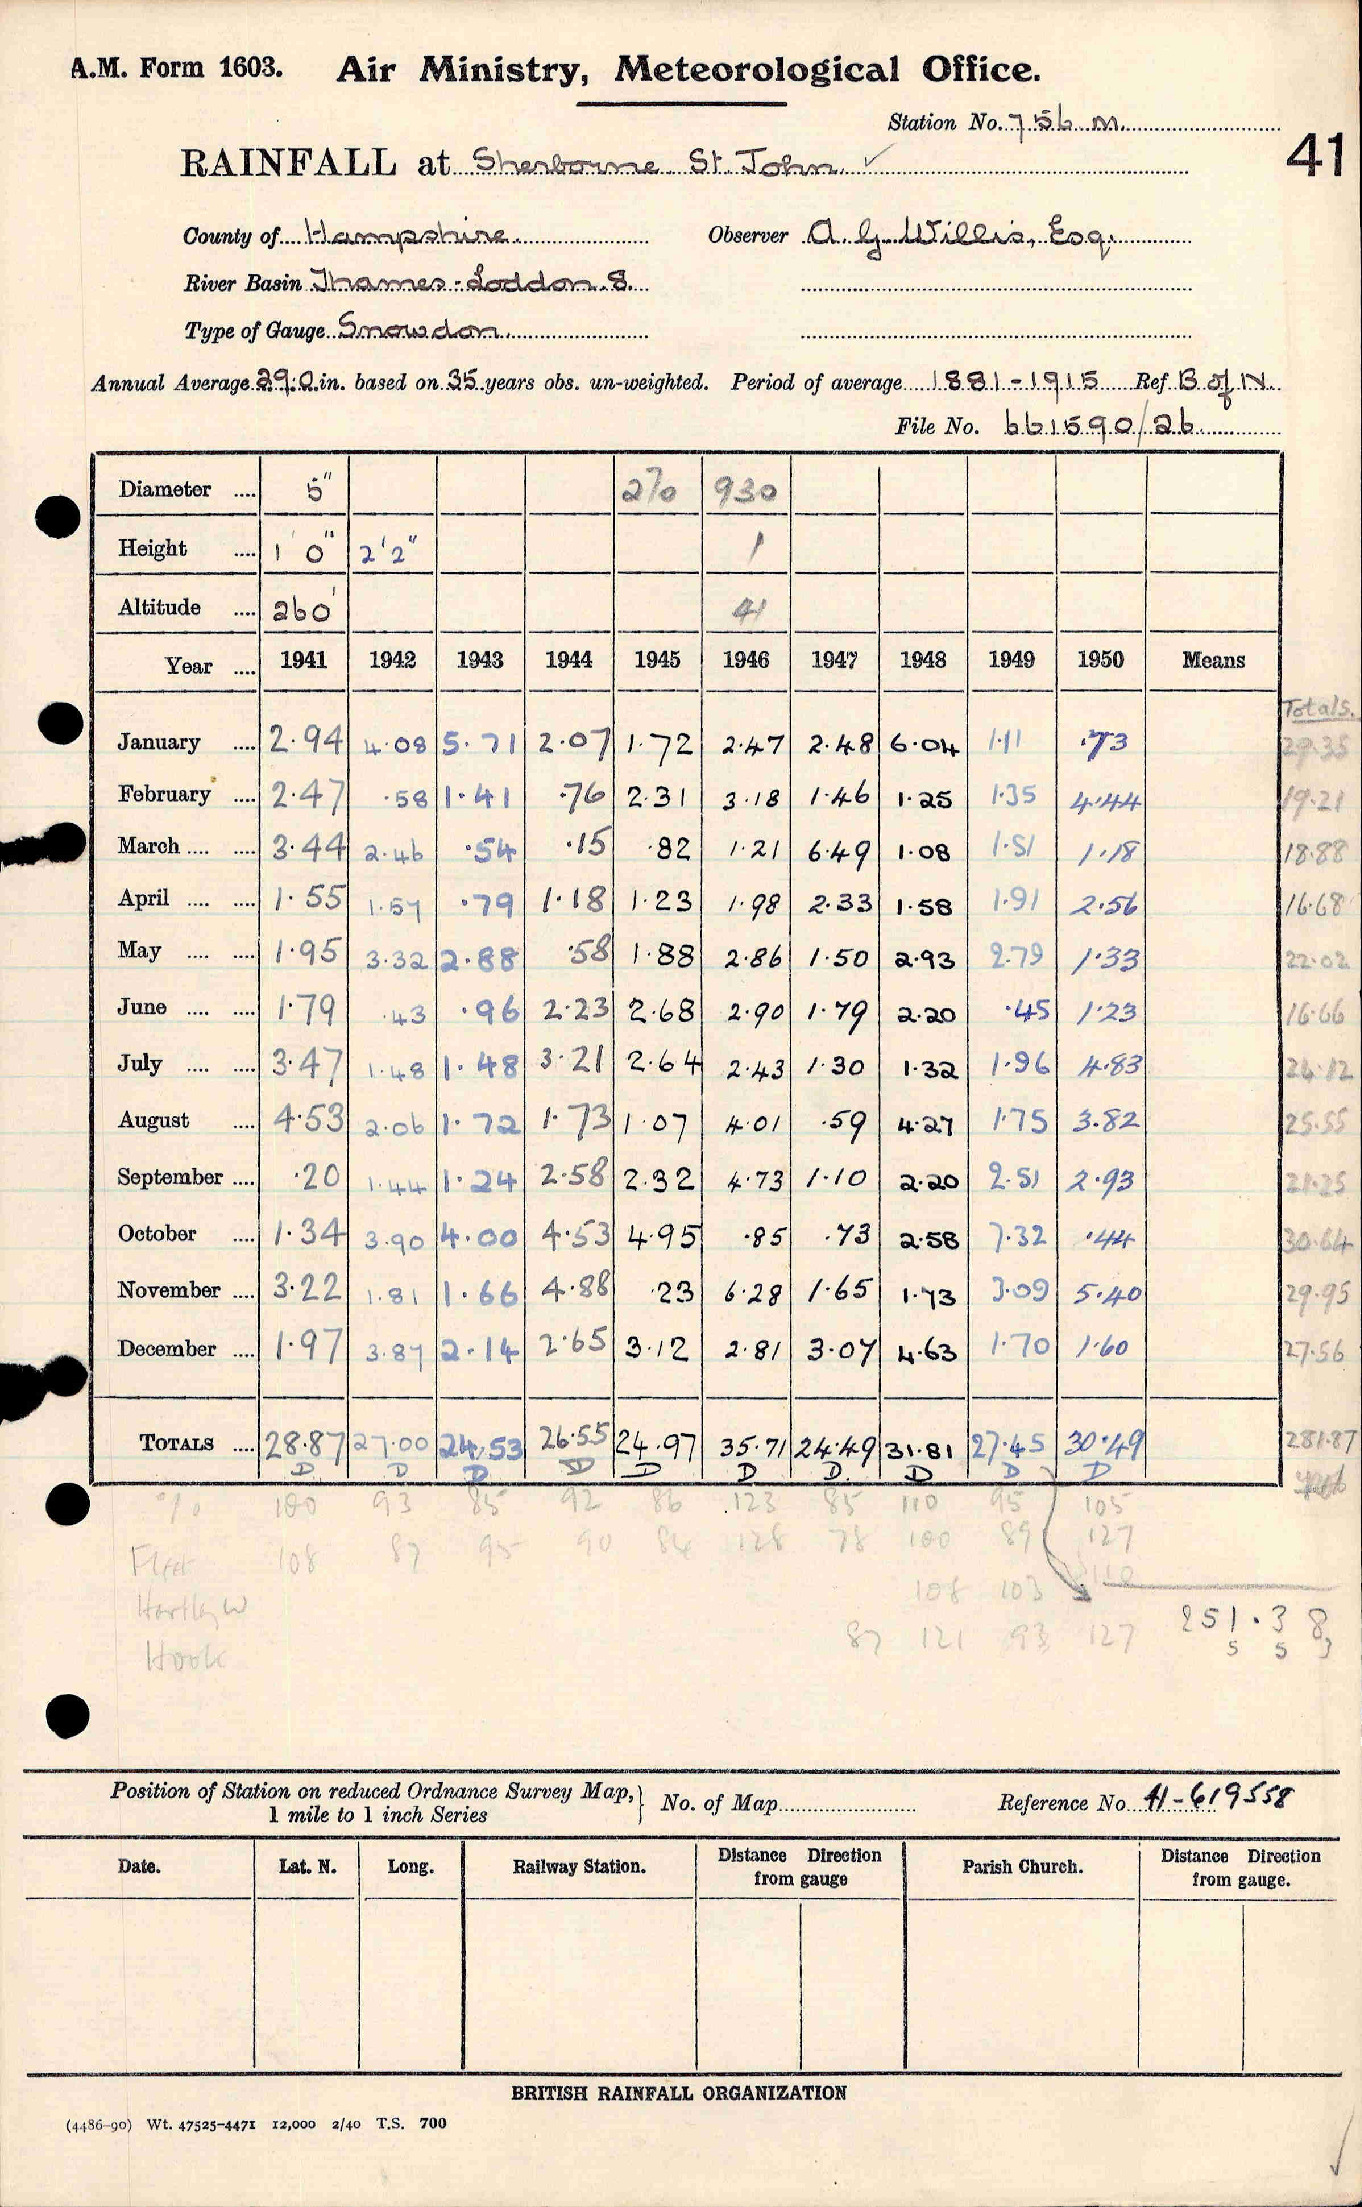 A.M. Form 1603. Air Ministry, Meteorological Office.
Station No. 756 M.
41
RAINFALL at Sherborne St. John. ✓
County of Hampshire. Observer A. G. Willis, Esq.
River Basin Thames-Loddon.8.
Type of Gauge Snowdon.
Annual Average 29.0 in. based on 35 years obs. un-weighted. Period of average 1881-1915 Ref B of N.
File No. 661590/26
Diameter .... 5" 270 930
Height .... 1' 0" 2'2" 1
Altitude .... 260' 41
Year .... 1941 1942 1943 1944 1945 1946 1947 1948 1949 1950 Means
Totals.
January .... 2.94 4.08 5.71 2.07 1.72 2.47 2.48 6.04 1.11 .73 29.35
February .... 2.47 .58 1.41 .76 2.31 3.18 1.46 1.25 1.35 4.44 19.21
March .... .... 3.44 2.46 .54 .15 .82 1.21 6.49 1.08 1.51 1.18 18.88
April .... .... 1.55 1.57 .79 1.18 1.23 1.98 2.33 1.58 1.91 2.56 16.68
May .... .... 1.95 3.32 2.88 .58 1.88 2.86 1.50 2.93 2.79 1.33 22.02
June .... .... 1.79 .43 .96 2.23 2.68 2.90 1.79 2.20 .45 1.23 16.66
July .... .... 3.47 1.48 1.48 3.21 2.64 2.43 1.30 1.32 1.96 4.83 24.12
August .... 4.53 2.06 1.72 1.73 1.07 4.01 .59 4.27 1.75 3.82 25.55
September .... .20 1.44 1.24 2.58 2.32 4.73 1.10 2.20 2.51 2.93 21.25
October .... 1.34 3.90 4.00 4.53 4.95 .85 .73 2.58 7.32 .44 30.64
November .... 3.22 1.81 1.66 4.88 .23 6.28 1.65 1.73 3.09 5.40 29.95
December .... 1.97 3.87 2.14 2.65 3.12 2.81 3.07 4.63 1.70 1.60 27.56
TOTALS .... 28.87 27.00 24.53 26.55 24.97 35.71 24.49 31.81 27.45 30.49 281.87
D D D D D D D D D D
% 100 93 85 92 86 123 85 110 95 105
Fleet 108 87 95 90 84 128 78 100 89 127
Hartley W 108 103 110
Hook 87 121 93 127
251.38
5 5 3
Position of Station on reduced Ordnance Survey Map,} No. of Map Reference No. 41-619558
1 mile to 1 inch Series
Date. Lat. N. Long. Railway Station. Distance from gauge Direction Parish Church. Distance from gauge. Direction
BRITISH RAINFALL ORGANIZATION
(4486-90) Wt. 47525-4471 12,000 2/40 T.S. 700